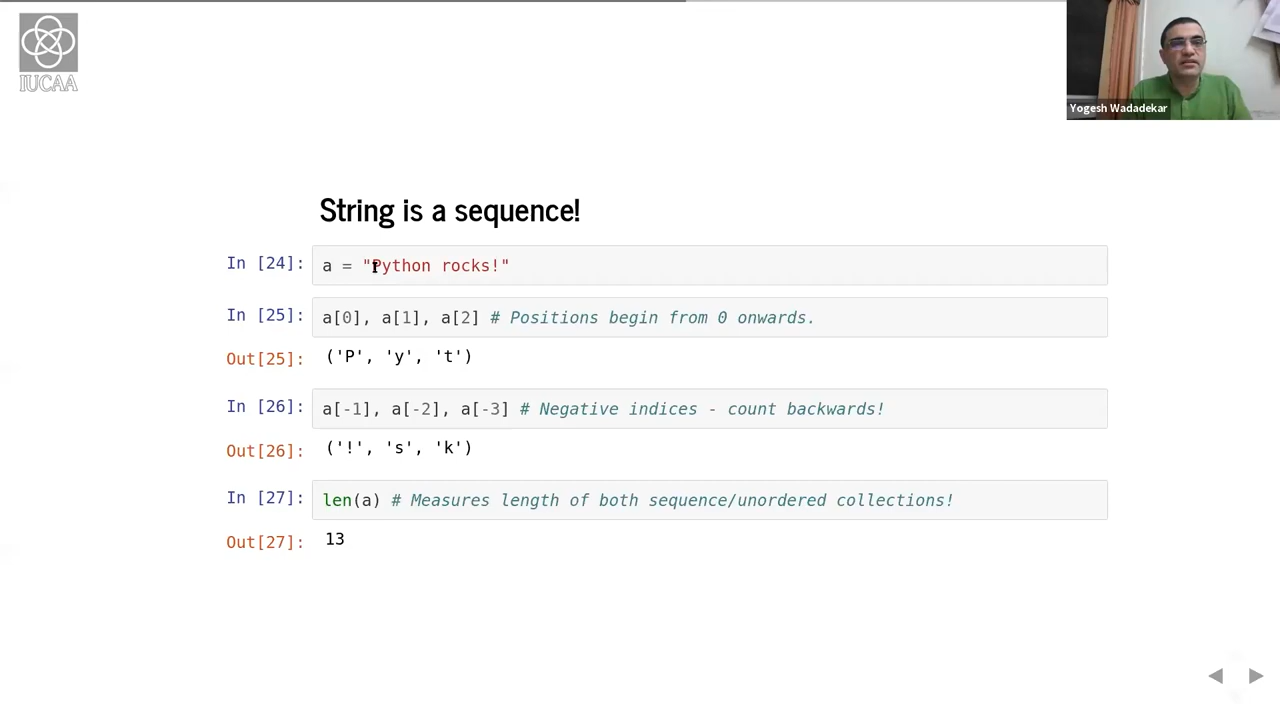 IUCAA
Yogesh Wadadekar
String is a sequence!
In [24]: a = "Python rocks!"
In [25]: a[0], a[1], a[2] # Positions begin from 0 onwards.
Out[25]: ('P', 'y', 't')
In [26]: a[-1], a[-2], a[-3] # Negative indices - count backwards!
Out[26]: ('!', 's', 'k')
In [27]: len(a) # Measures length of both sequence/unordered collections!
Out[27]: 13